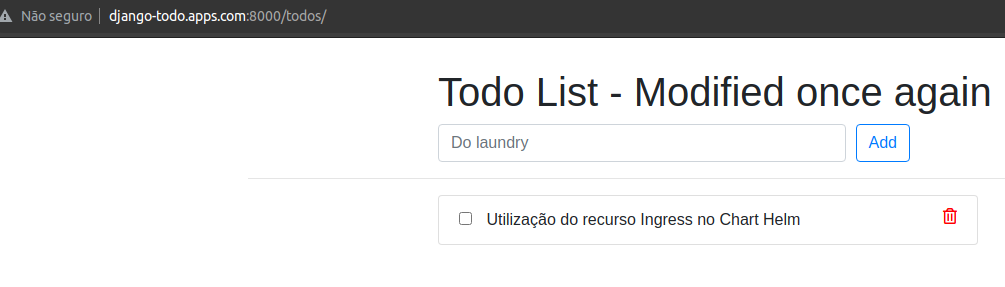 Não seguro django-todo.apps.com:8000/todos/
Todo List - Modified once again
Do laundry Add
Utilização do recurso Ingress no Chart Helm